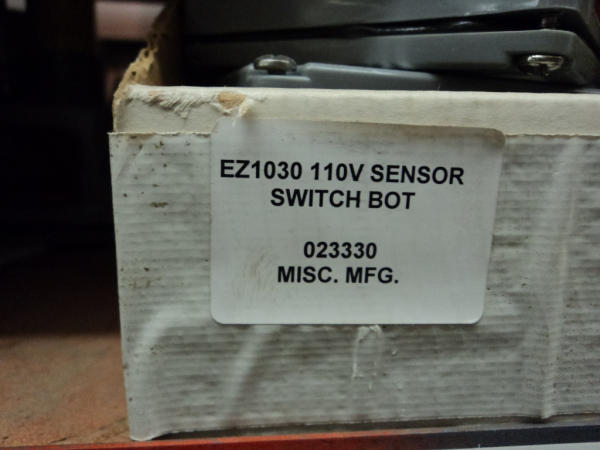 EZ1030 110V SENSOR
SWITCH BOT
023330
MISC. MFG.